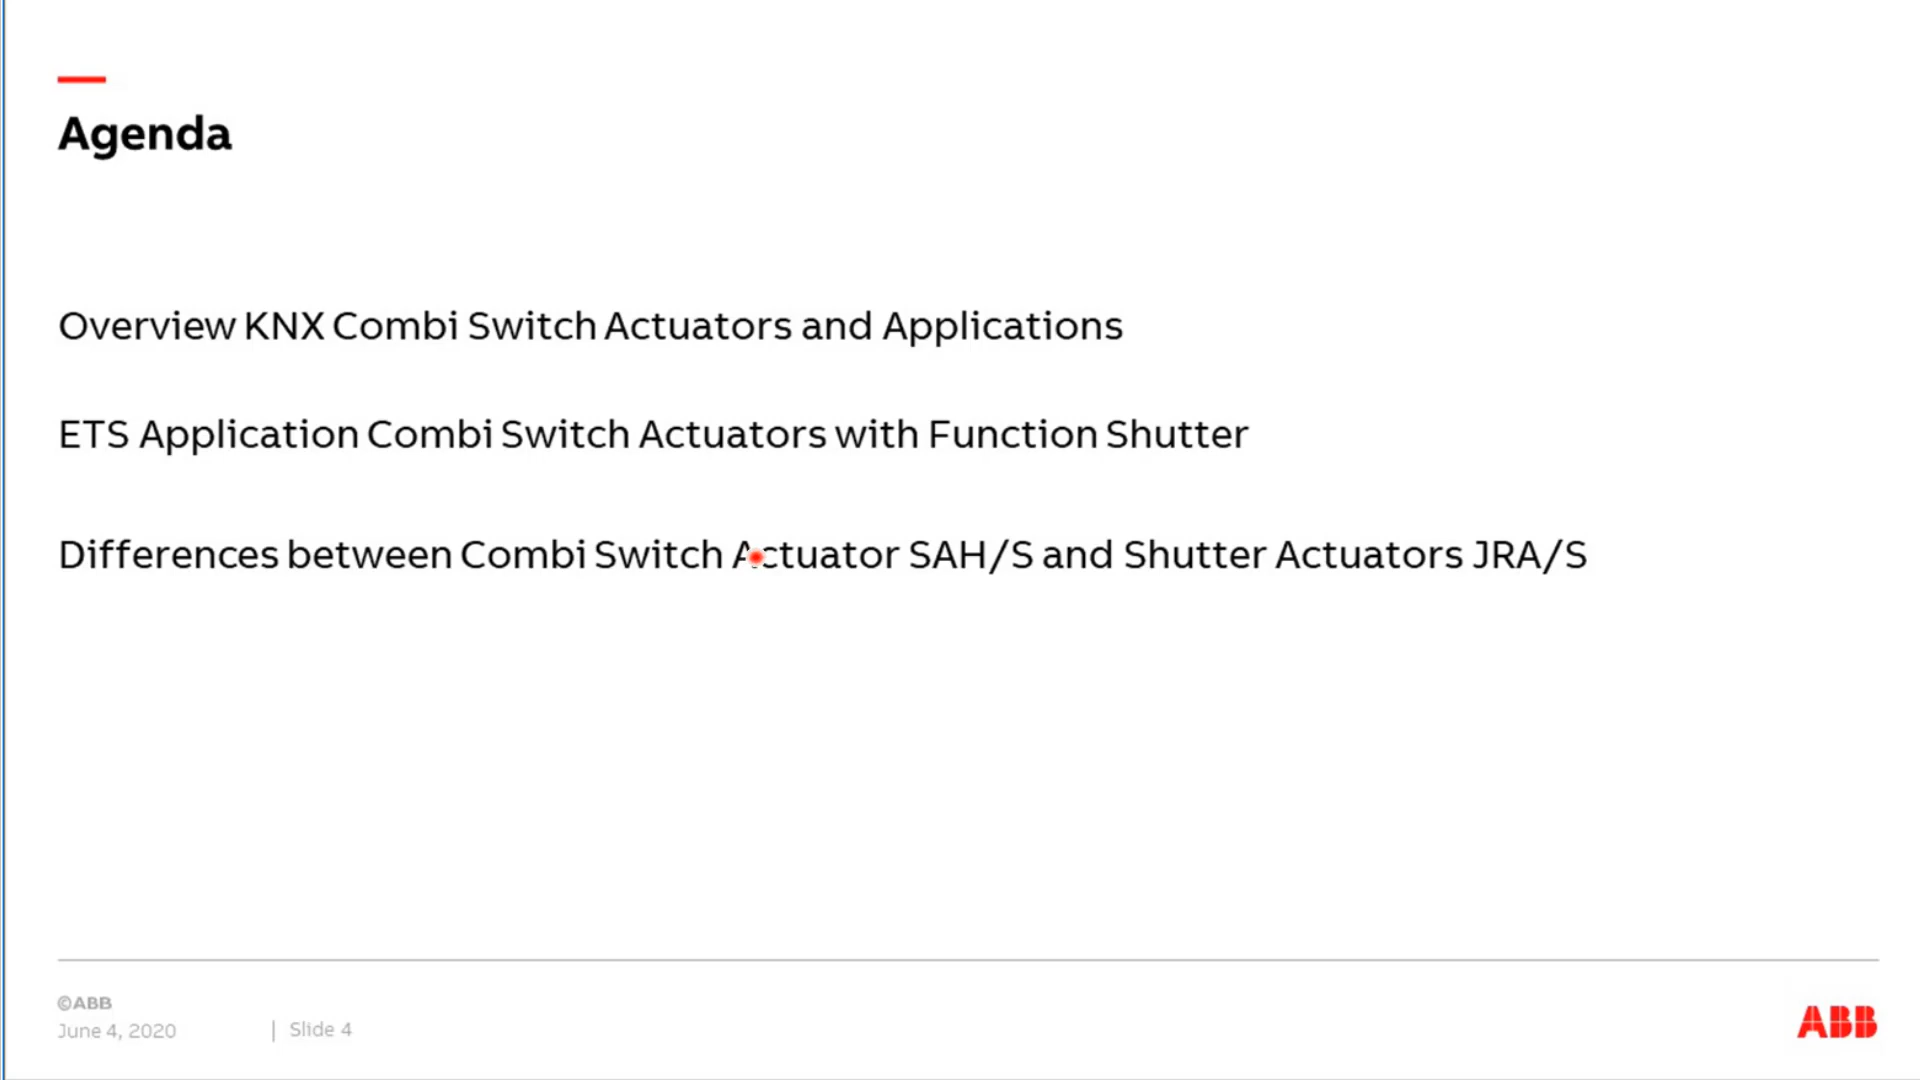 Agenda
Overview KNX Combi Switch Actuators and Applications
ETS Application Combi Switch Actuators with Function Shutter
Differences between Combi Switch Actuator SAH/S and Shutter Actuators JRA/S
©ABB
June 4, 2020 | Slide 4
ABB